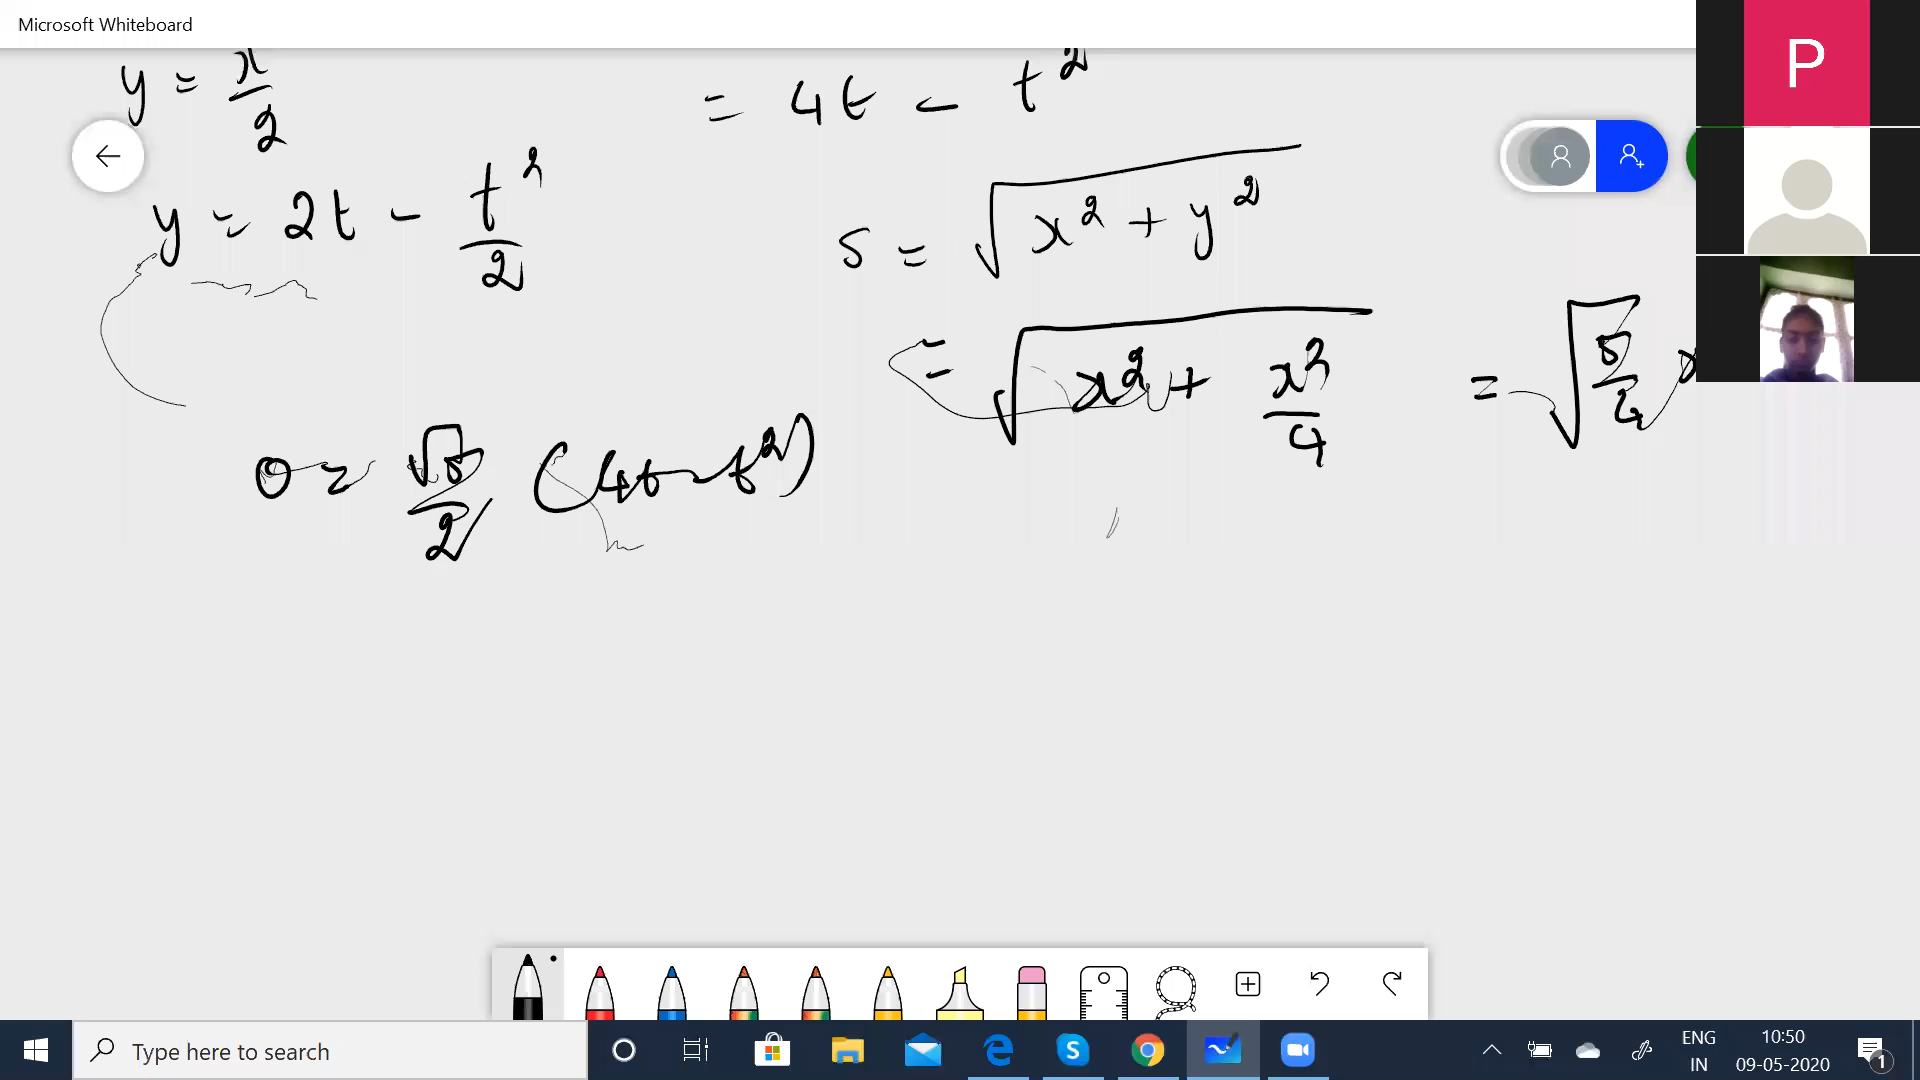 Microsoft Whiteboard
P
y = x/2
= 4t - t²
y = 2t - t²/2
s = √(x² + y²)
= √(x² + x²/4) = √(5/4 x
0 = √5/2 (4t - t²)
Type here to search
ENG
IN
10:50
09-05-2020
1